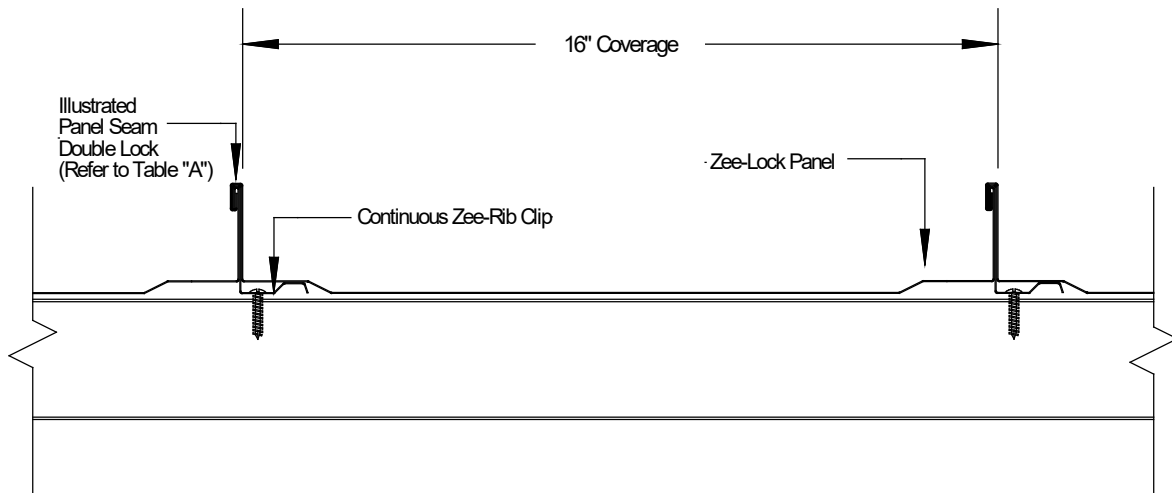 16" Coverage
Illustrated
Panel Seam
Double Lock
(Refer to Table "A")
Zee-Lock Panel
Continuous Zee-Rib Clip